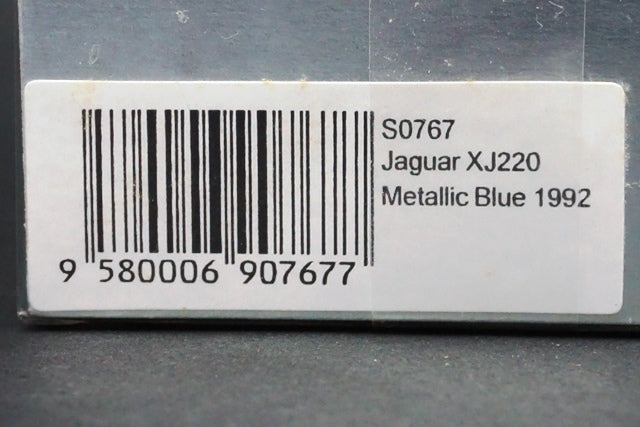 S0767
Jaguar XJ220
Metallic Blue 1992
9 580006 907677